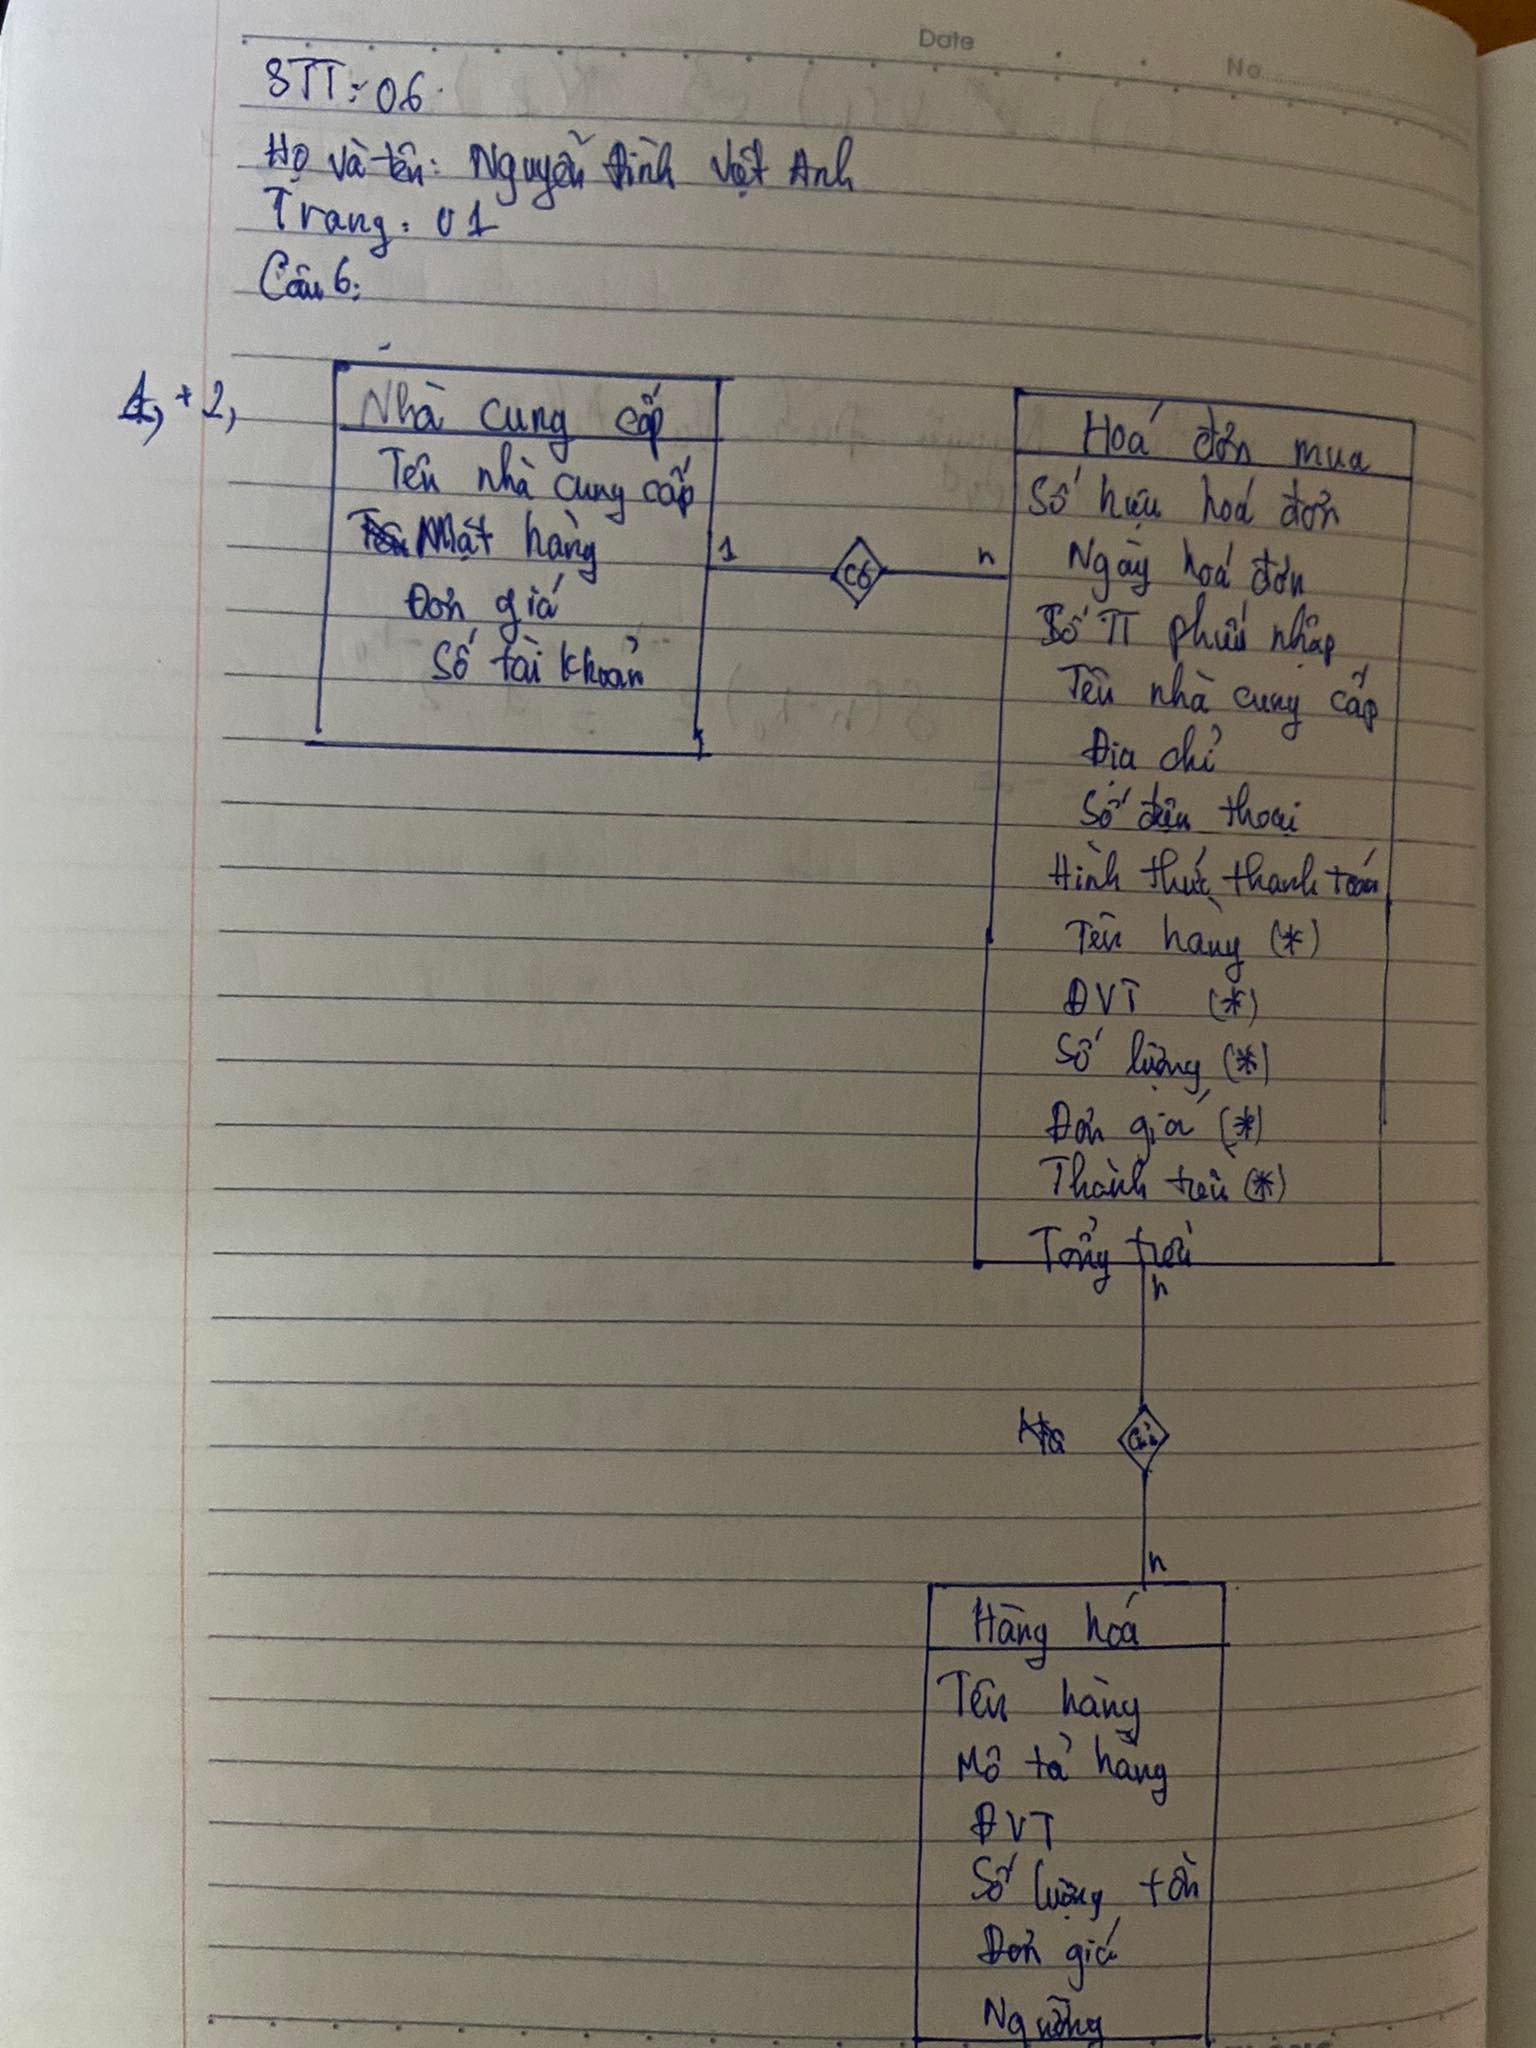 Date
No
STT: 06
Họ và tên: Nguyễn Đình Việt Anh
Trang: 01
Câu 6:
1, + 2,
Nhà cung cấp
Tên nhà cung cấp
Mặt hàng
Đơn giá
Số tài khoản
1
Có
n
Hoá đơn mua
Số hiệu hoá đơn
Ngày hoá đơn
Số TT phiếu nhập
Tên nhà cung cấp
Địa chỉ
Số điện thoại
Hình thức thanh toán
Tên hàng (*)
ĐVT (*)
Số lượng (*)
Đơn giá (*)
Thành tiền (*)
Tổng tiền
n
n
Hàng hoá
Tên hàng
Mô tả hàng
ĐVT
Số lượng tồn
Đơn giá
Ngưỡng